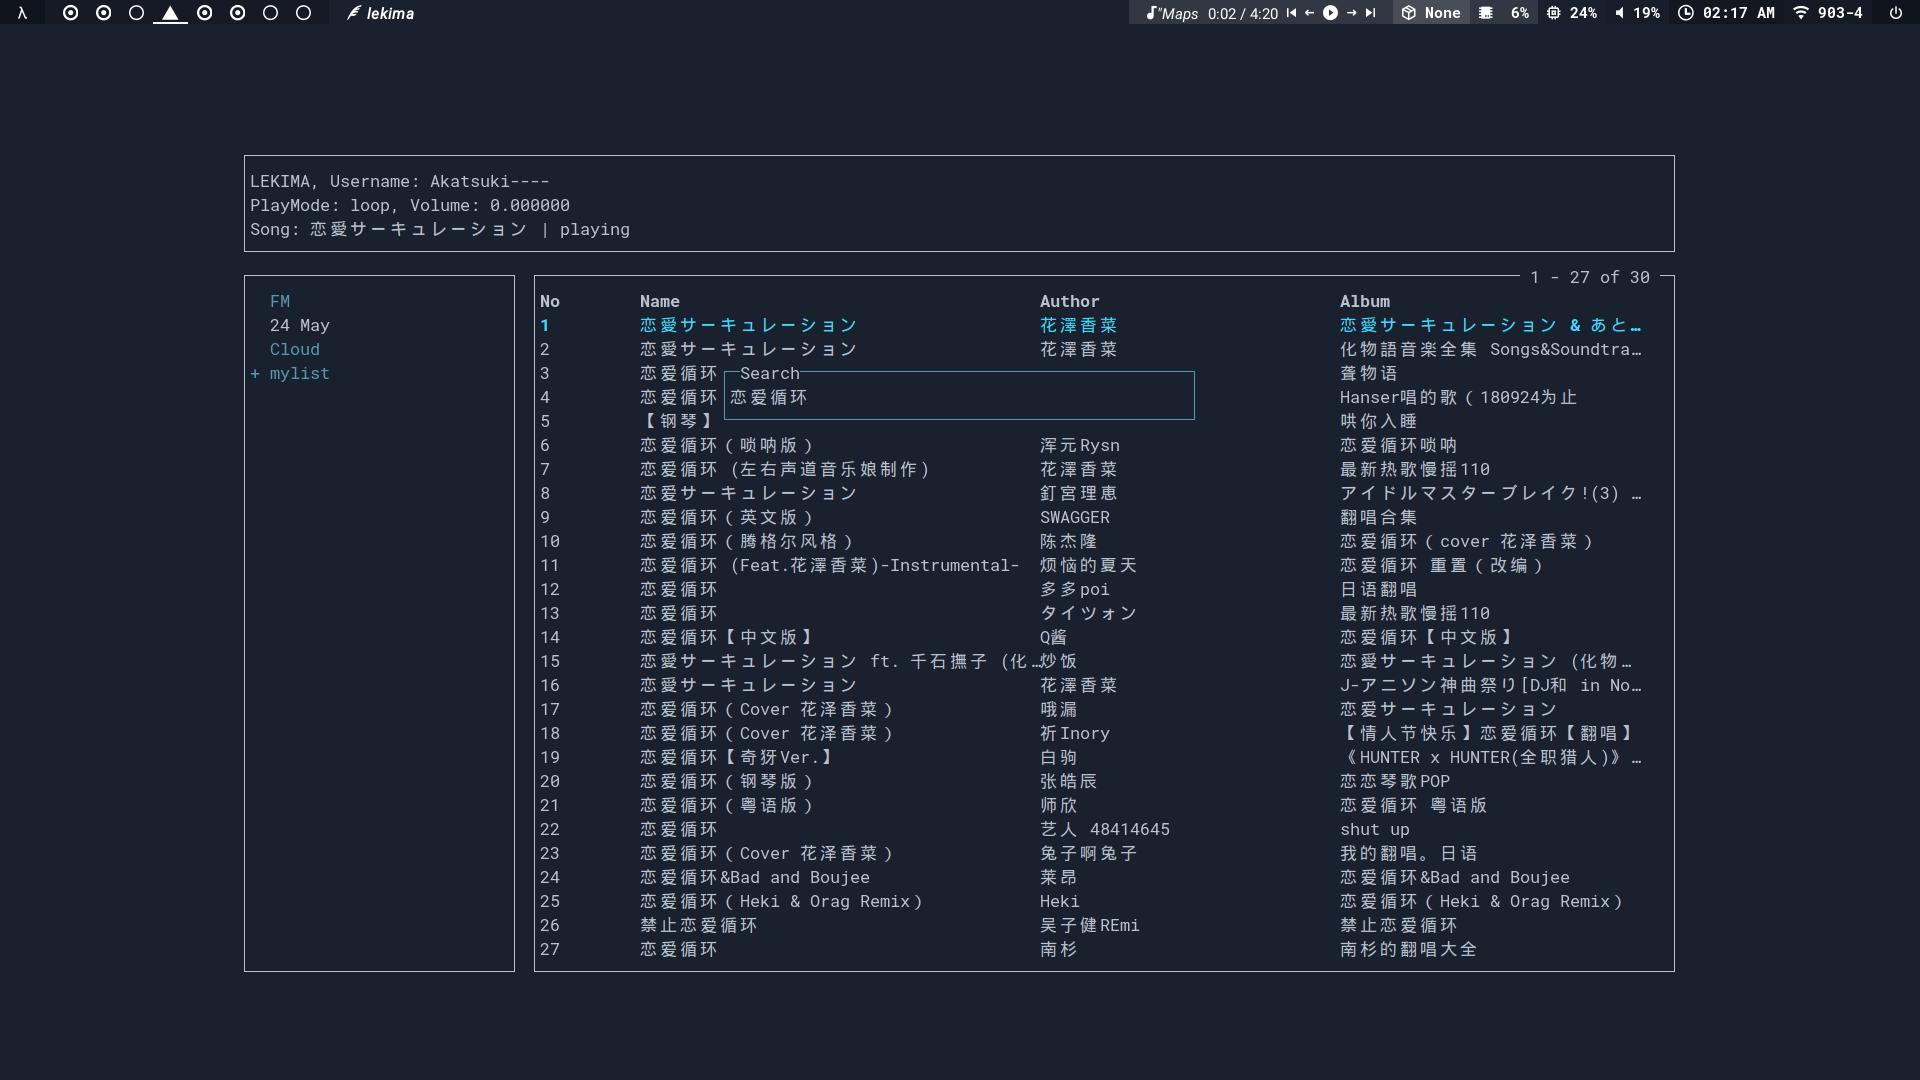 λ lekima "Maps 0:02 / 4:20 None 6% 24% 19% 02:17 AM 903-4
LEKIMA, Username: Akatsuki----
PlayMode: loop, Volume: 0.000000
Song: 恋愛サーキュレーション | playing
FM
24 May
Cloud
+ mylist
1 - 27 of 30
No Name Author Album
1 恋愛サーキュレーション 花澤香菜 恋愛サーキュレーション & あと…
2 恋愛サーキュレーション 花澤香菜 化物語音楽全集 Songs&Soundtra…
3 恋爱循环 聋物语
Search
恋爱循环
4 恋爱循环 Hanser唱的歌（180924为止
5 【钢琴】 哄你入睡
6 恋爱循环（唢呐版） 浑元Rysn 恋爱循环唢呐
7 恋爱循环 (左右声道音乐娘制作) 花澤香菜 最新热歌慢摇110
8 恋愛サーキュレーション 釘宮理恵 アイドルマスターブレイク!(3) …
9 恋爱循环（英文版） SWAGGER 翻唱合集
10 恋爱循环（腾格尔风格） 陈杰隆 恋爱循环（cover 花泽香菜）
11 恋爱循环 (Feat.花澤香菜)-Instrumental- 烦恼的夏天 恋爱循环 重置（改编）
12 恋爱循环 多多poi 日语翻唱
13 恋爱循环 タイツォン 最新热歌慢摇110
14 恋爱循环【中文版】 Q酱 恋爱循环【中文版】
15 恋愛サーキュレーション ft. 千石撫子 (化…炒饭 恋愛サーキュレーション (化物…
16 恋愛サーキュレーション 花澤香菜 J-アニソン神曲祭り[DJ和 in No…
17 恋爱循环（Cover 花泽香菜） 哦漏 恋爱サーキュレーション
18 恋爱循环（Cover 花泽香菜） 祈Inory 【情人节快乐】恋爱循环【翻唱】
19 恋爱循环【奇犽Ver.】 白驹 《HUNTER x HUNTER(全职猎人)》…
20 恋爱循环（钢琴版） 张皓辰 恋恋琴歌POP
21 恋爱循环（粤语版） 师欣 恋爱循环 粤语版
22 恋爱循环 艺人 48414645 shut up
23 恋爱循环（Cover 花泽香菜） 兔子啊兔子 我的翻唱。日语
24 恋爱循环&Bad and Boujee 莱昂 恋爱循环&Bad and Boujee
25 恋爱循环（Heki & Orag Remix） Heki 恋爱循环（Heki & Orag Remix）
26 禁止恋爱循环 吴子健REmi 禁止恋爱循环
27 恋爱循环 南杉 南杉的翻唱大全